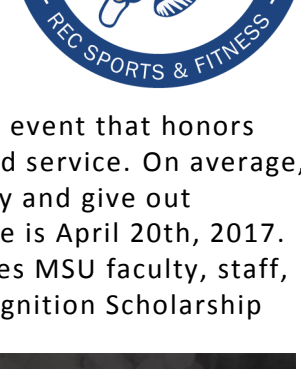 REC SPORTS & FITNESS
event that honors
d service. On average,
y and give out
e is April 20th, 2017.
es MSU faculty, staff,
gnition Scholarship